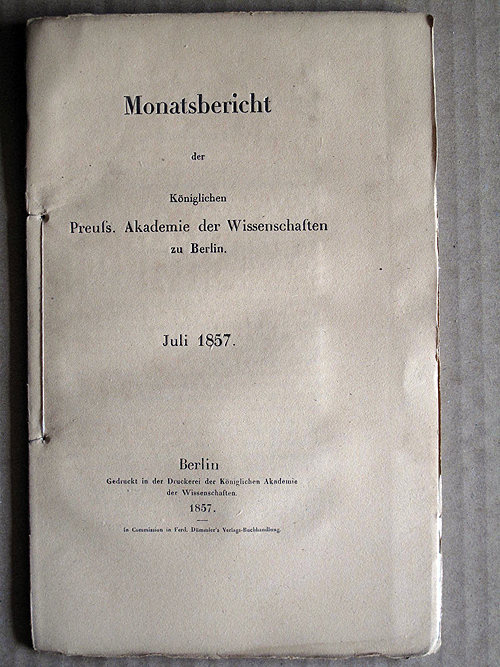 Monatsbericht
der
Königlichen
Preuſs. Akademie der Wissenschaften
zu Berlin.
Juli 1857.
Berlin
Gedruckt in der Druckerei der Königlichen Akademie
der Wissenschaften.
1857.
In Commission in Ferd. Dümmler's Verlags-Buchhandlung.